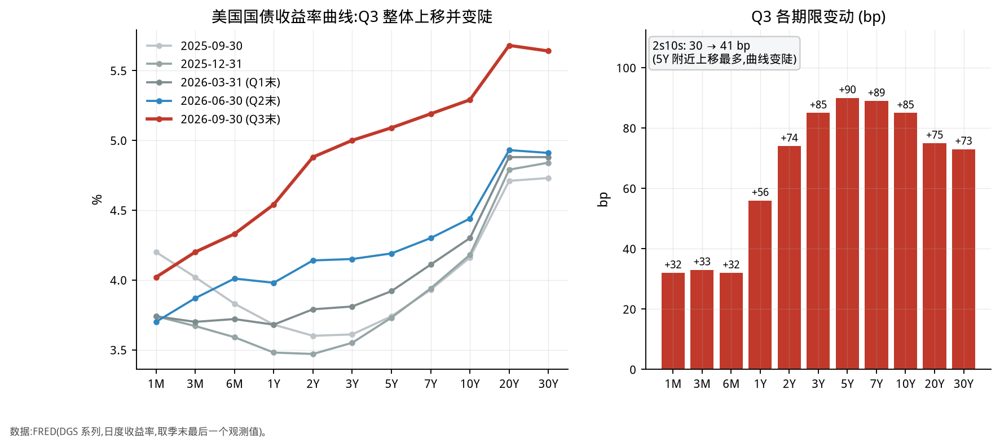 美国国债收益率曲线:Q3 整体上移并变陡
2025-09-30
2025-12-31
2026-03-31 (Q1末)
2026-06-30 (Q2末)
2026-09-30 (Q3末)
%
5.5
5.0
4.5
4.0
3.5
1M 3M 6M 1Y 2Y 3Y 5Y 7Y 10Y 20Y 30Y
Q3 各期限变动 (bp)
2s10s: 30 → 41 bp
(5Y 附近上移最多,曲线变陡)
bp
100
80
60
40
20
0
+32 +33 +32 +56 +74 +85 +90 +89 +85 +75 +73
1M 3M 6M 1Y 2Y 3Y 5Y 7Y 10Y 20Y 30Y
数据:FRED(DGS 系列,日度收益率,取季末最后一个观测值)。